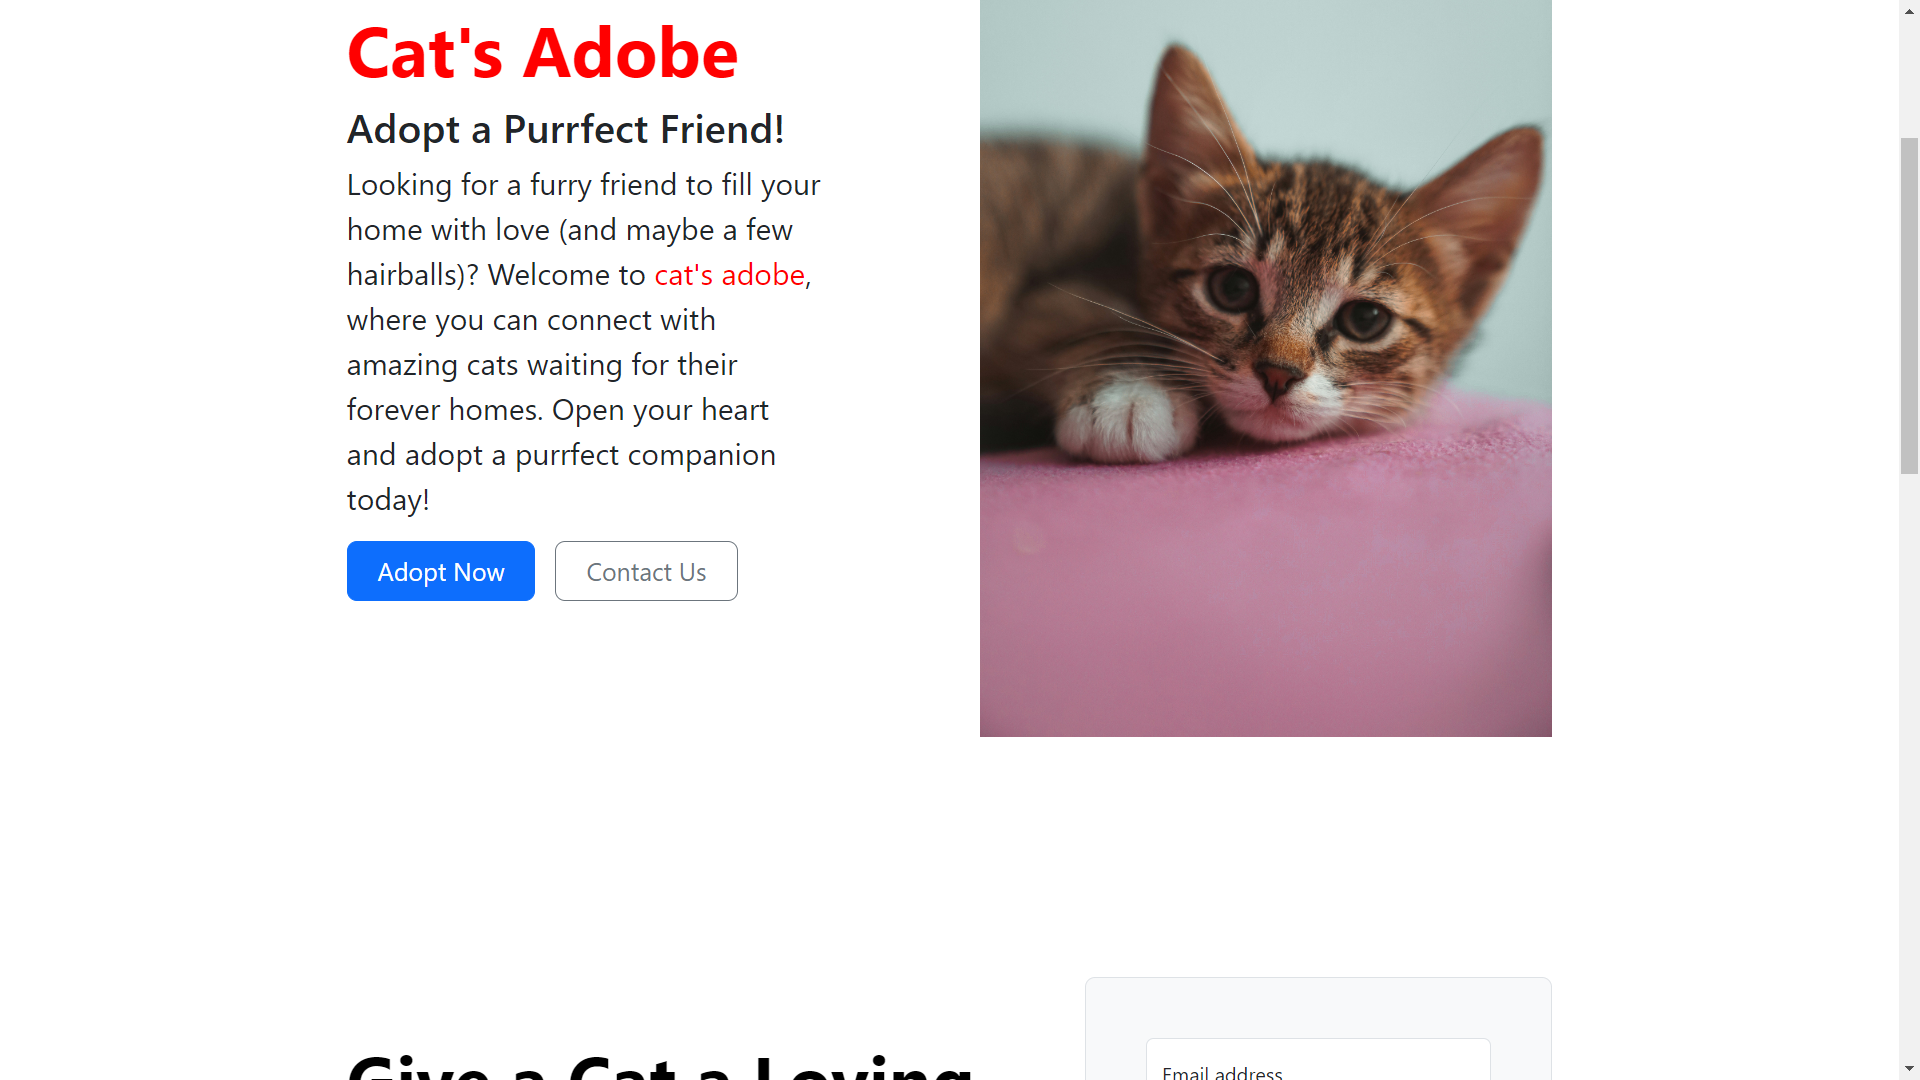 Cat's Adobe
Adopt a Purrfect Friend!
Looking for a furry friend to fill your
home with love (and maybe a few
hairballs)? Welcome to cat's adobe,
where you can connect with
amazing cats waiting for their
forever homes. Open your heart
and adopt a purrfect companion
today!
Adopt Now
Contact Us
Give a Cat a Loving
Email address